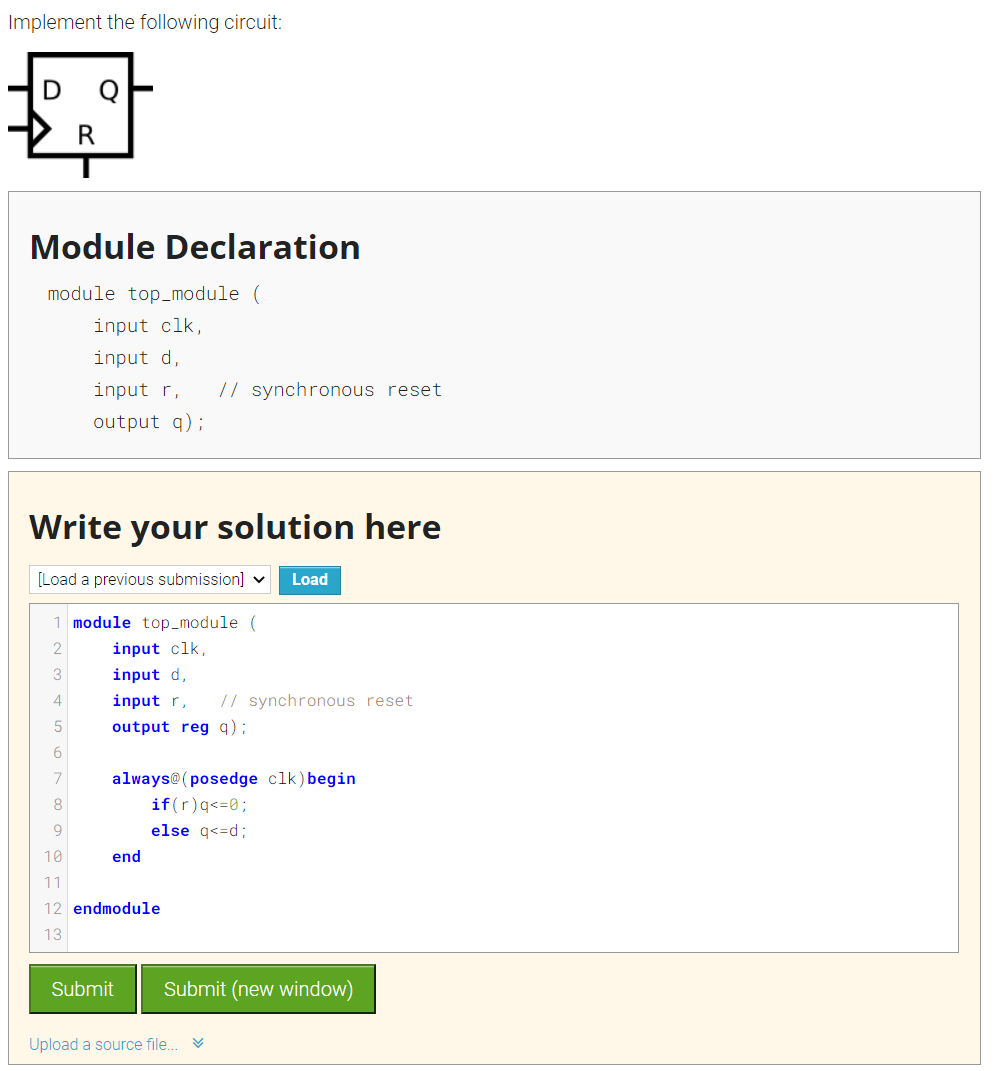 Implement the following circuit:
D Q
R
Module Declaration
module top_module (
    input clk,
    input d,
    input r,   // synchronous reset
    output q);
Write your solution here
[Load a previous submission] Load
1 module top_module (
2     input clk,
3     input d,
4     input r,   // synchronous reset
5     output reg q);
6
7     always@(posedge clk)begin
8         if(r)q<=0;
9         else q<=d;
10     end
11
12 endmodule
13
Submit Submit (new window)
Upload a source file...